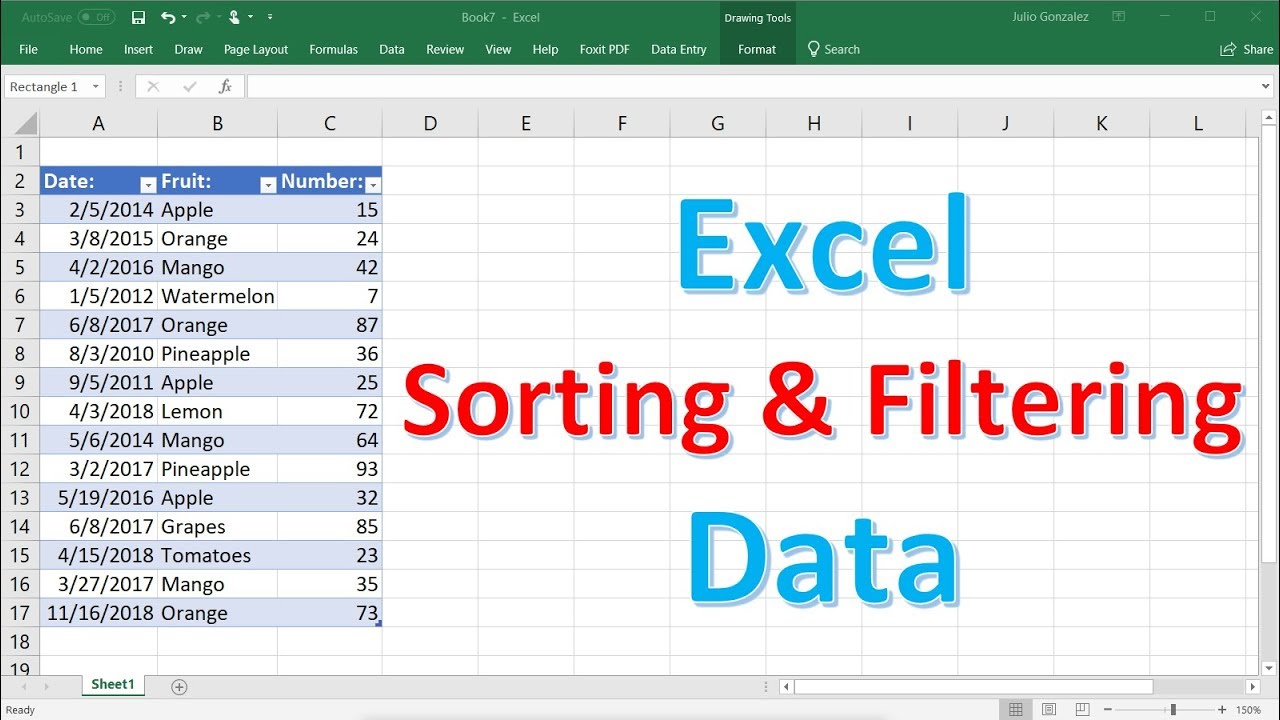 AutoSave Off Book7 - Excel Drawing Tools Julio Gonzalez
File Home Insert Draw Page Layout Formulas Data Review View Help Foxit PDF Data Entry Format Search Share
Rectangle 1 fx
A B C D E F G H I J K L
1
2 Date: Fruit: Number:
3 2/5/2014 Apple 15
4 3/8/2015 Orange 24
5 4/2/2016 Mango 42
6 1/5/2012 Watermelon 7
7 6/8/2017 Orange 87
8 8/3/2010 Pineapple 36
9 9/5/2011 Apple 25
10 4/3/2018 Lemon 72
11 5/6/2014 Mango 64
12 3/2/2017 Pineapple 93
13 5/19/2016 Apple 32
14 6/8/2017 Grapes 85
15 4/15/2018 Tomatoes 23
16 3/27/2017 Mango 35
17 11/16/2018 Orange 73
18
19
Excel
Sorting & Filtering
Data
Sheet1
Ready 150%